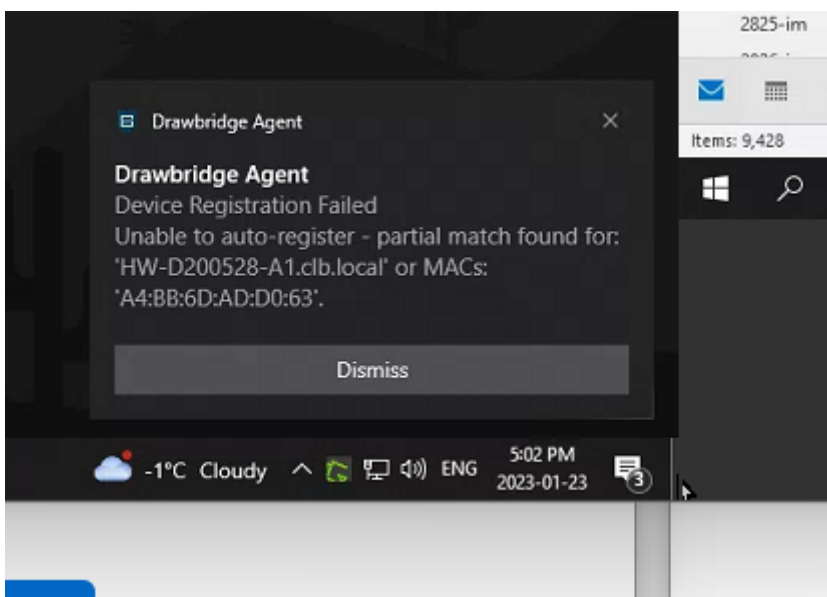 2825-im
Drawbridge Agent
Items: 9,428
Drawbridge Agent
Device Registration Failed
Unable to auto-register - partial match found for:
'HW-D200528-A1.clb.local' or MACs:
'A4:BB:6D:AD:D0:63'.
Dismiss
-1°C Cloudy
ENG
5:02 PM
2023-01-23
3